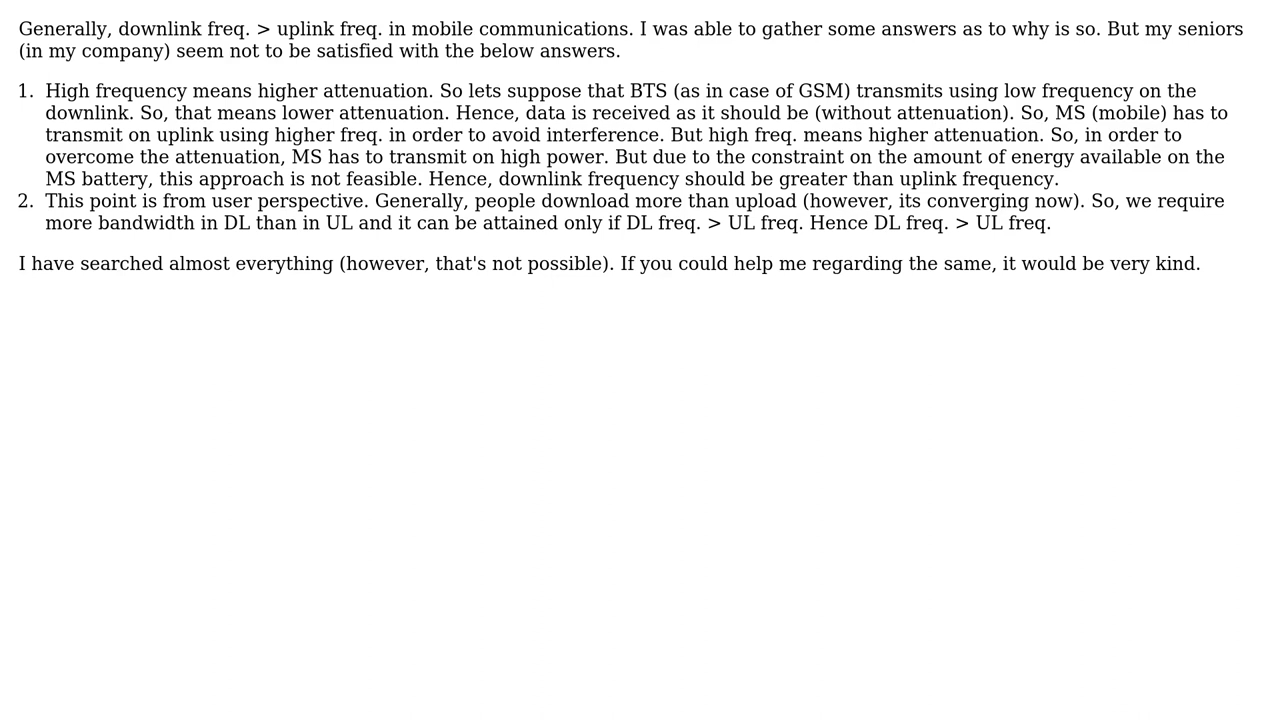 Generally, downlink freq. > uplink freq. in mobile communications. I was able to gather some answers as to why is so. But my seniors
(in my company) seem not to be satisfied with the below answers.
1. High frequency means higher attenuation. So lets suppose that BTS (as in case of GSM) transmits using low frequency on the
downlink. So, that means lower attenuation. Hence, data is received as it should be (without attenuation). So, MS (mobile) has to
transmit on uplink using higher freq. in order to avoid interference. But high freq. means higher attenuation. So, in order to
overcome the attenuation, MS has to transmit on high power. But due to the constraint on the amount of energy available on the
MS battery, this approach is not feasible. Hence, downlink frequency should be greater than uplink frequency.
2. This point is from user perspective. Generally, people download more than upload (however, its converging now). So, we require
more bandwidth in DL than in UL and it can be attained only if DL freq. > UL freq. Hence DL freq. > UL freq.
I have searched almost everything (however, that's not possible). If you could help me regarding the same, it would be very kind.